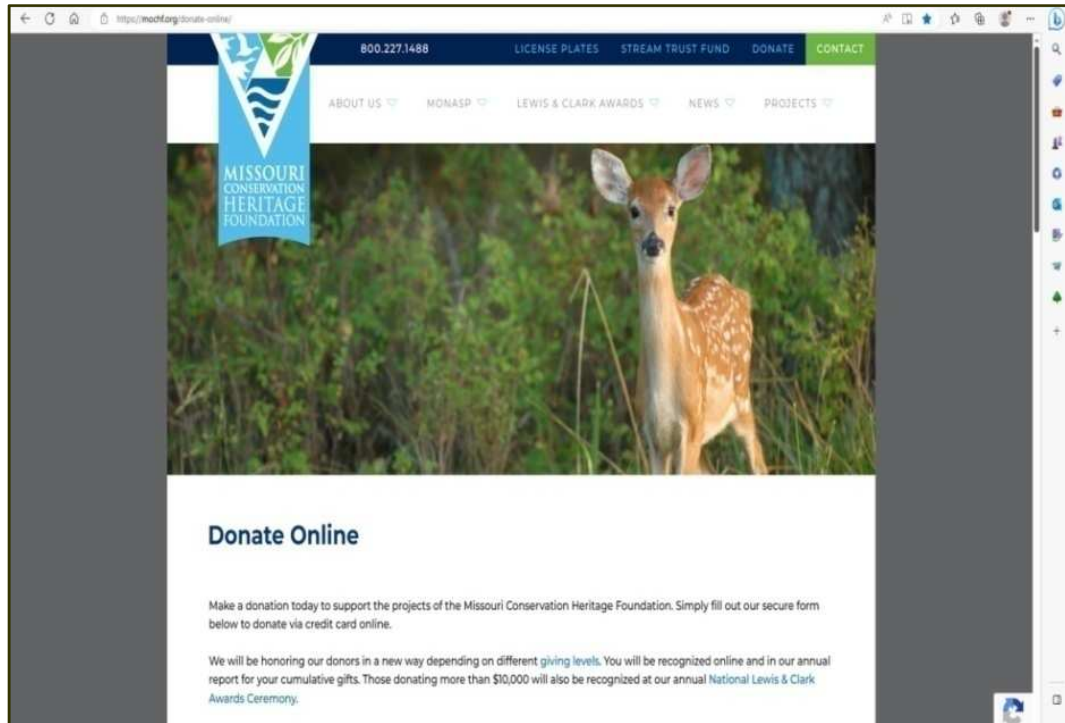 https://mochf.org/donate-online/
800.227.1488 LICENSE PLATES STREAM TRUST FUND DONATE CONTACT
ABOUT US MONASP LEWIS & CLARK AWARDS NEWS PROJECTS
MISSOURI
CONSERVATION
HERITAGE
FOUNDATION
Donate Online
Make a donation today to support the projects of the Missouri Conservation Heritage Foundation. Simply fill out our secure form
below to donate via credit card online.
We will be honoring our donors in a new way depending on different giving levels. You will be recognized online and in our annual
report for your cumulative gifts. Those donating more than $10,000 will also be recognized at our annual National Lewis & Clark
Awards Ceremony.